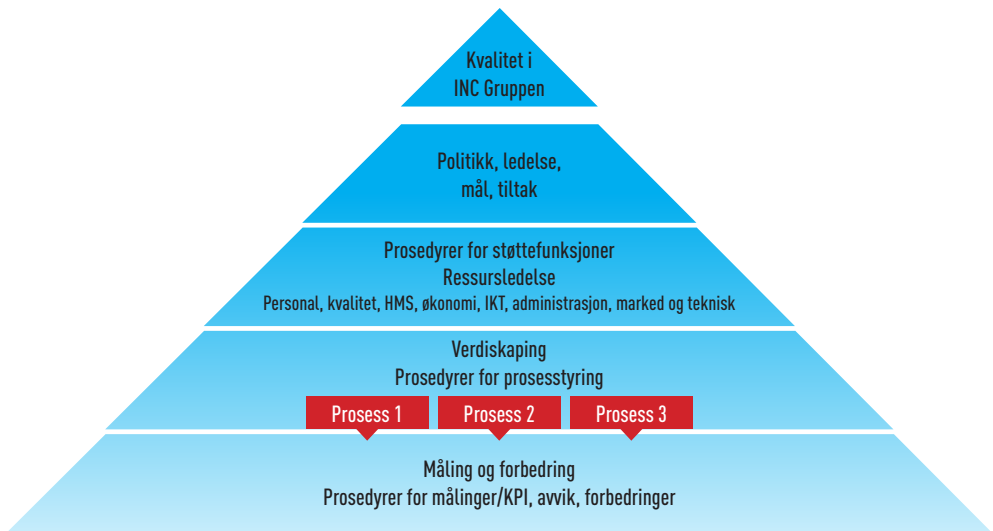 Kvalitet i
INC Gruppen
Politikk, ledelse,
mål, tiltak
Prosedyrer for støttefunksjoner
Ressursledelse
Personal, kvalitet, HMS, økonomi, IKT, administrasjon, marked og teknisk
Verdiskaping
Prosedyrer for prosesstyring
Prosess 1 Prosess 2 Prosess 3
Måling og forbedring
Prosedyrer for målinger/KPI, avvik, forbedringer